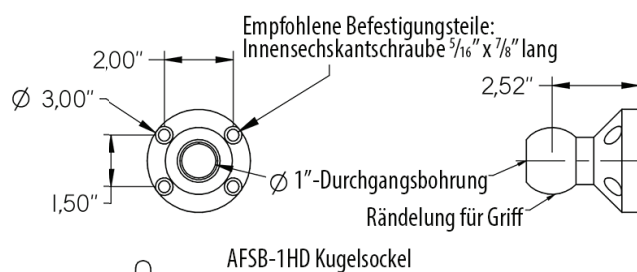 Empfohlene Befestigungsteile:
Innensechskantschraube 5/16” x 7/8” lang
2,00"
2,52"
Ø 3,00"
Ø 1”-Durchgangsbohrung
1,50"
Rändelung für Griff
AFSB-1HD Kugelsockel